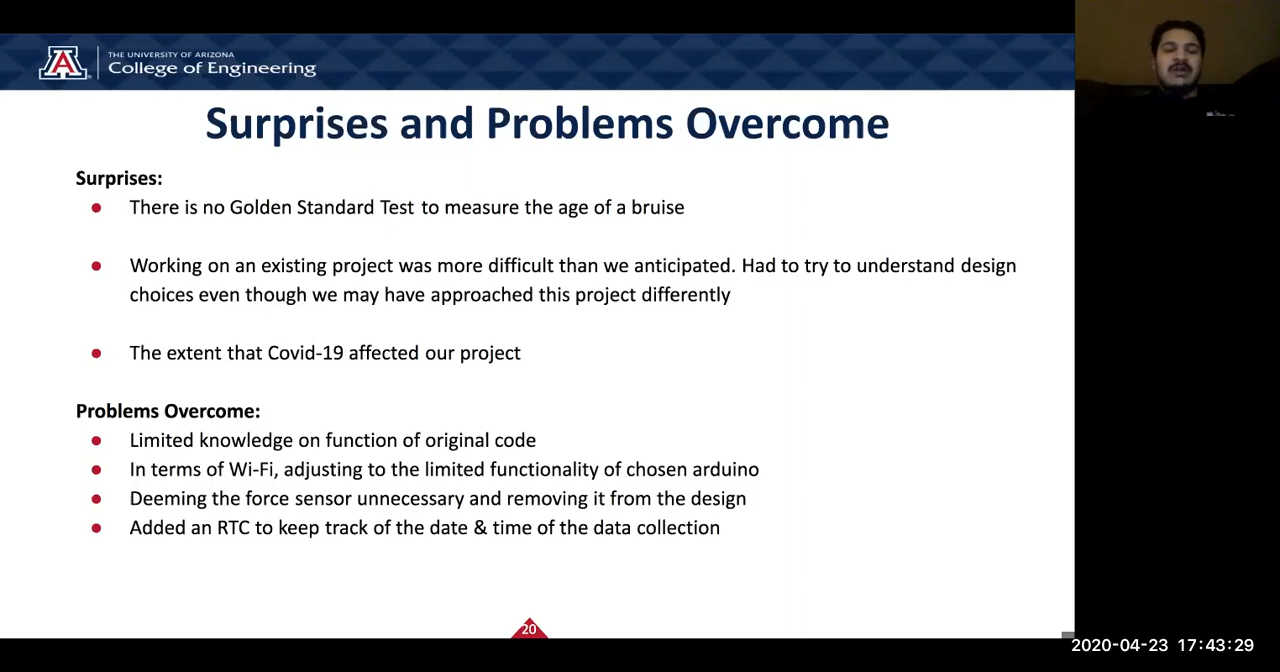 THE UNIVERSITY OF ARIZONA
College of Engineering
Surprises and Problems Overcome
Surprises:
● There is no Golden Standard Test to measure the age of a bruise
● Working on an existing project was more difficult than we anticipated. Had to try to understand design
choices even though we may have approached this project differently
● The extent that Covid-19 affected our project
Problems Overcome:
● Limited knowledge on function of original code
● In terms of Wi-Fi, adjusting to the limited functionality of chosen arduino
● Deeming the force sensor unnecessary and removing it from the design
● Added an RTC to keep track of the date & time of the data collection
20
2020-04-23 17:43:29